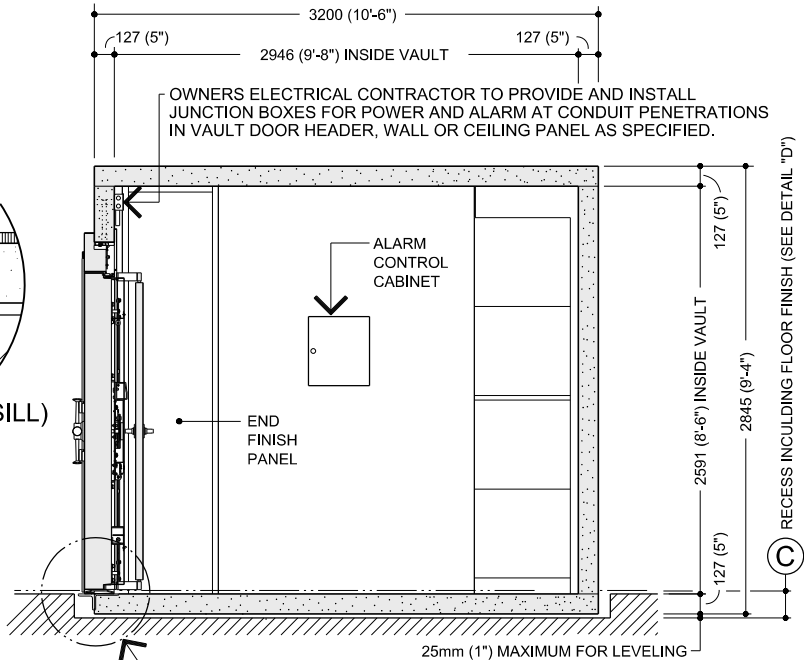 3200 (10'-6")
127 (5")
127 (5")
2946 (9'-8") INSIDE VAULT
OWNERS ELECTRICAL CONTRACTOR TO PROVIDE AND INSTALL
JUNCTION BOXES FOR POWER AND ALARM AT CONDUIT PENETRATIONS
IN VAULT DOOR HEADER, WALL OR CEILING PANEL AS SPECIFIED.
ALARM
CONTROL
CABINET
SILL)
END
FINISH
PANEL
127 (5")
2591 (8'-6") INSIDE VAULT
127 (5")
2845 (9'-4")
RECESS INCULDING FLOOR FINISH (SEE DETAIL "D")
C
25mm (1") MAXIMUM FOR LEVELING